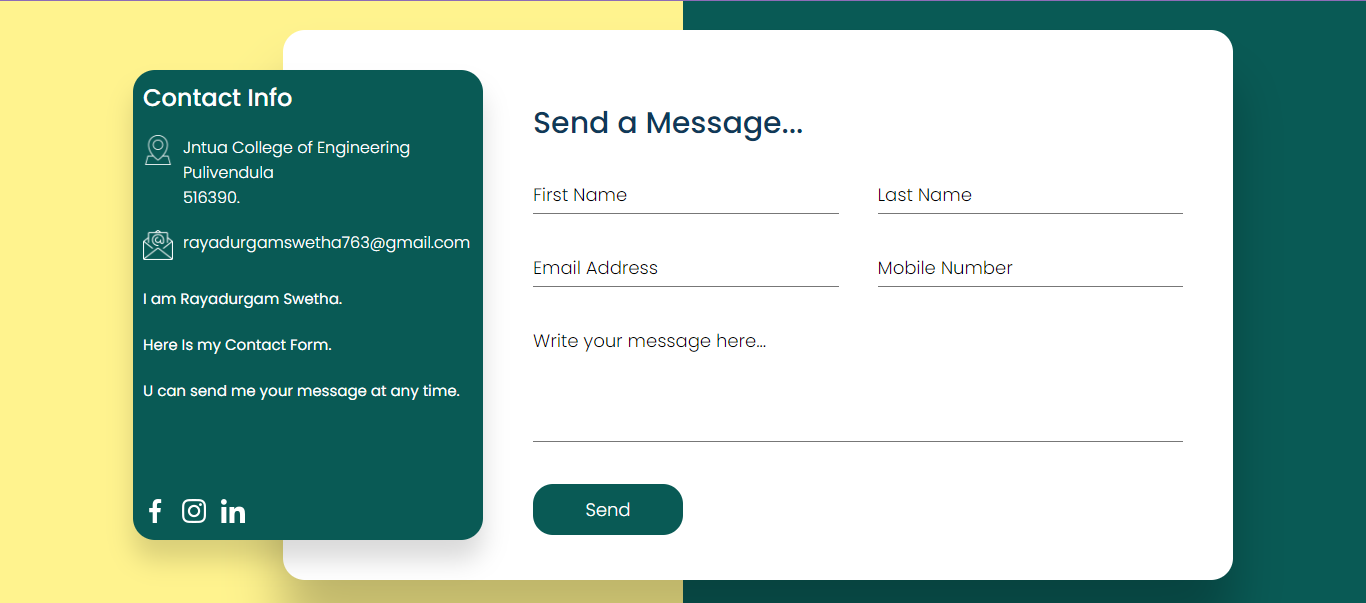 Contact Info
Jntua College of Engineering
Pulivendula
516390.
rayadurgamswetha763@gmail.com
I am Rayadurgam Swetha.
Here Is my Contact Form.
U can send me your message at any time.
Send a Message...
First Name
Last Name
Email Address
Mobile Number
Write your message here...
Send